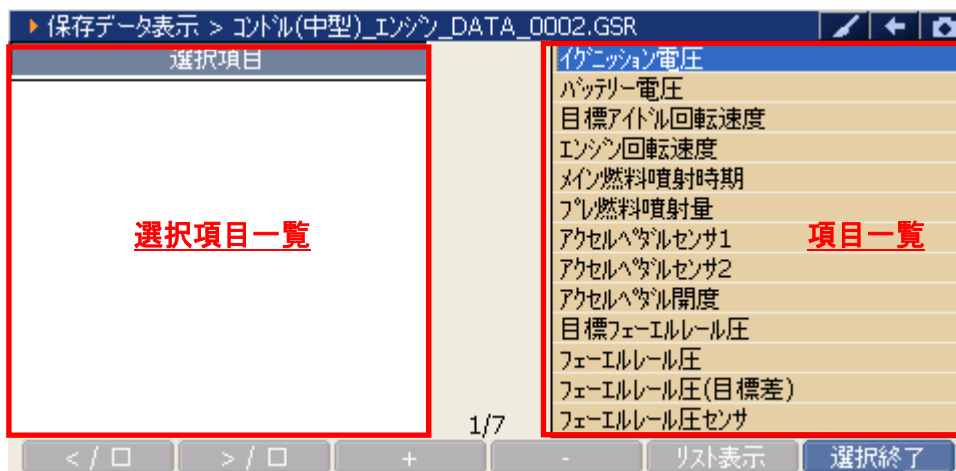 保存データ表示 > コンドル(中型)_エンジン_DATA_0002.GSR
選択項目
選択項目一覧
イグニッション電圧
バッテリー電圧
目標アイドル回転速度
エンジン回転速度
メイン燃料噴射時期
プレ燃料噴射量
アクセルペダルセンサ1
アクセルペダルセンサ2
アクセルペダル開度
目標フェーエルレール圧
フェーエルレール圧
フェーエルレール圧(目標差)
フェーエルレール圧センサ
項目一覧
1/7
< / ロ
> / ロ
+
-
リスト表示
選択終了